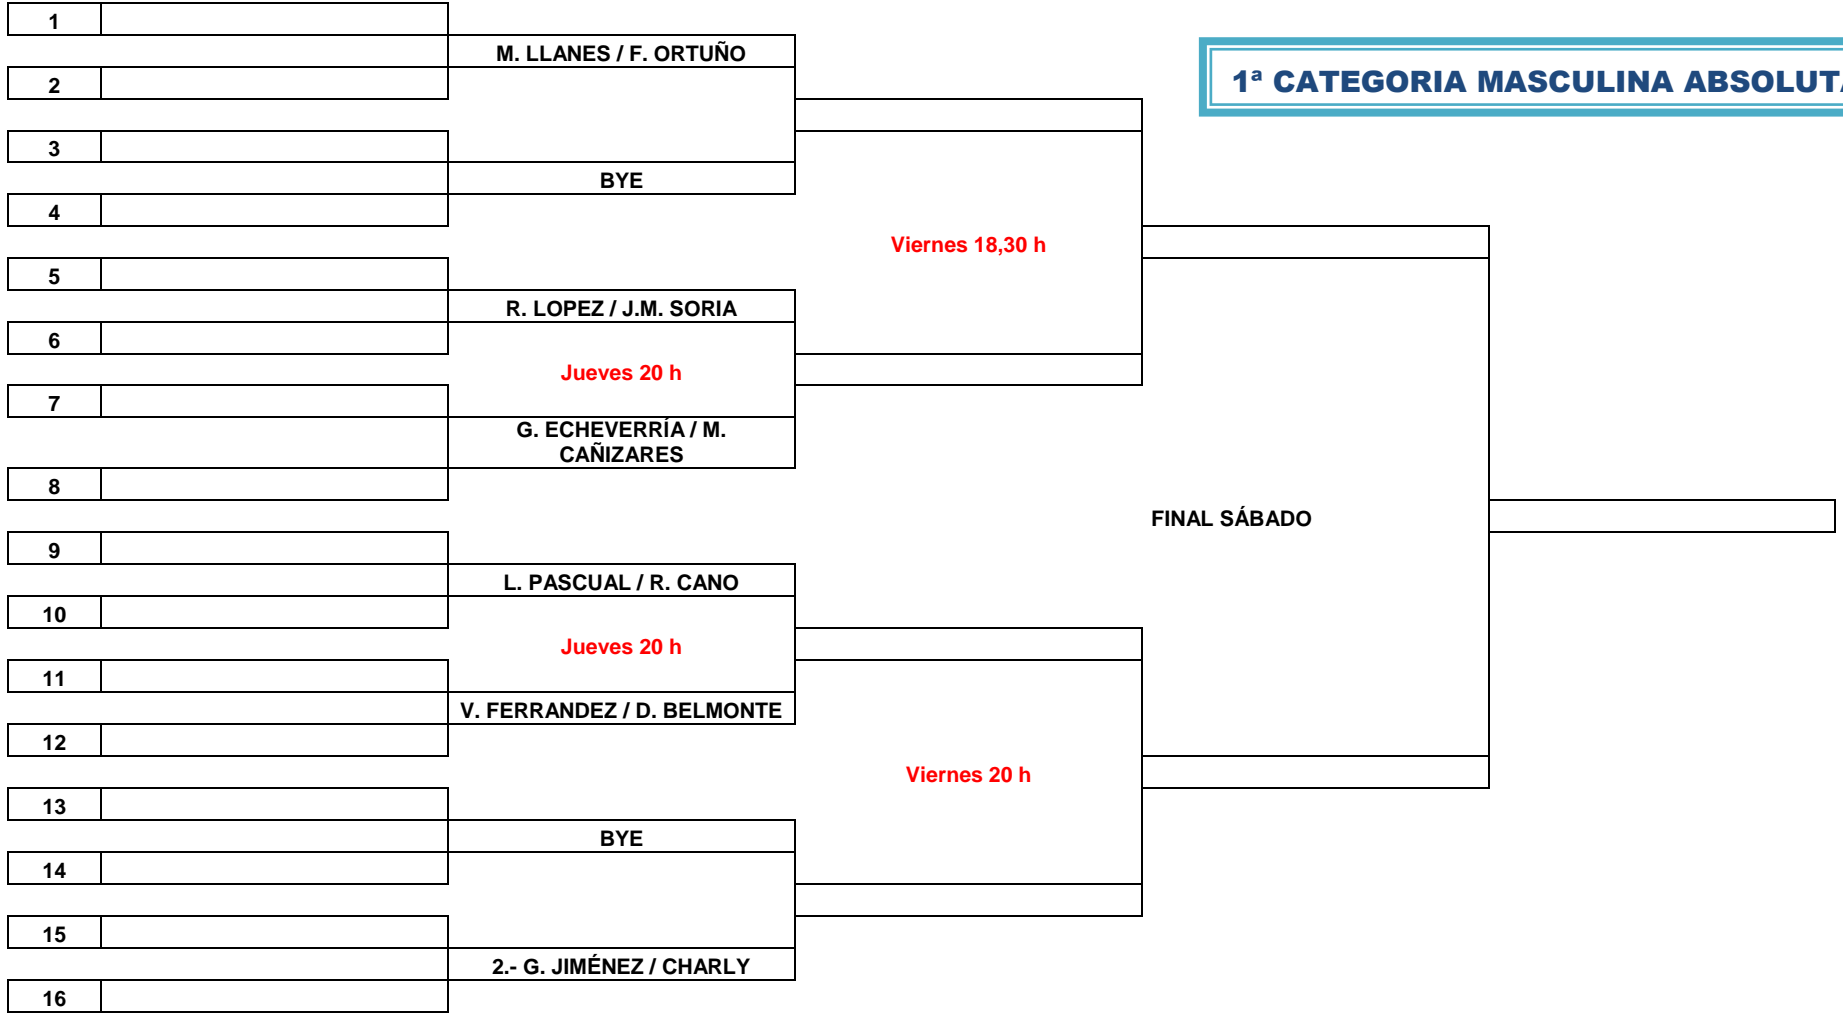 1
M. LLANES / F. ORTUÑO
1ª CATEGORIA MASCULINA ABSOLUTA
2
3
BYE
4
Viernes 18,30 h
5
R. LOPEZ / J.M. SORIA
6
Jueves 20 h
7
G. ECHEVERRÍA / M.
CAÑIZARES
8
FINAL SÁBADO
9
L. PASCUAL / R. CANO
10
Jueves 20 h
11
V. FERRANDEZ / D. BELMONTE
12
Viernes 20 h
13
BYE
14
15
2.- G. JIMÉNEZ / CHARLY
16